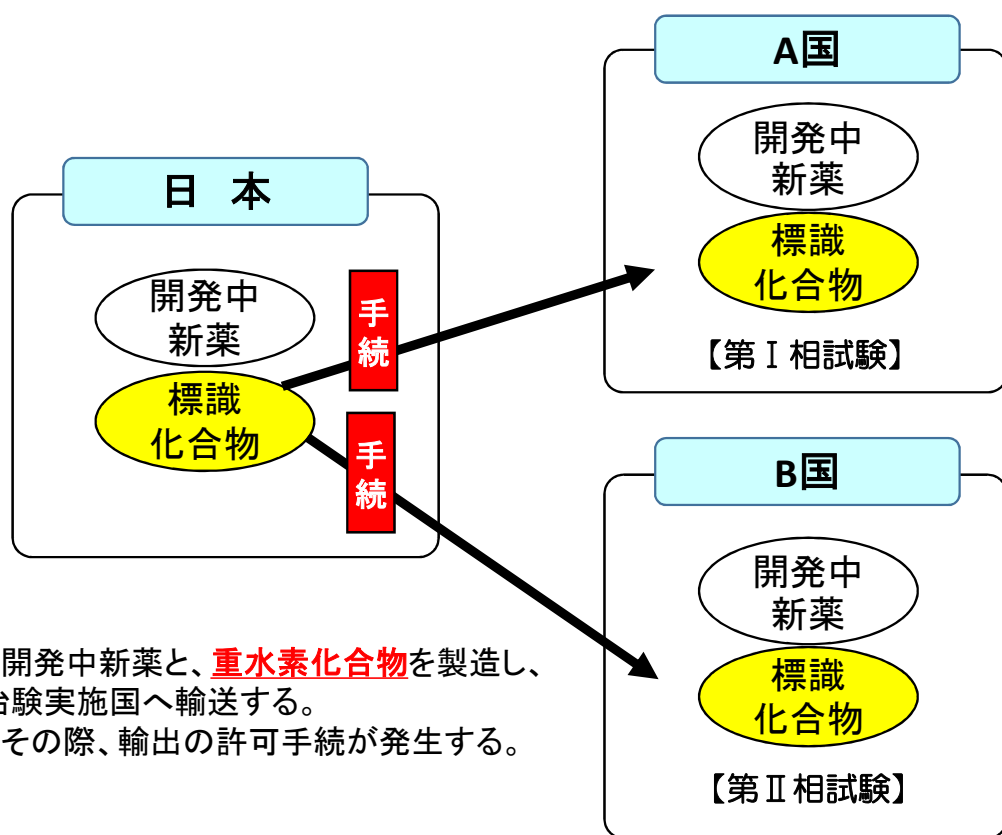 日 本
開発中
新薬
標識
化合物
手
続
手
続
A国
開発中
新薬
標識
化合物
【第Ⅰ相試験】
B国
開発中
新薬
標識
化合物
【第Ⅱ相試験】
開発中新薬と、重水素化合物を製造し、
治験実施国へ輸送する。
その際、輸出の許可手続が発生する。